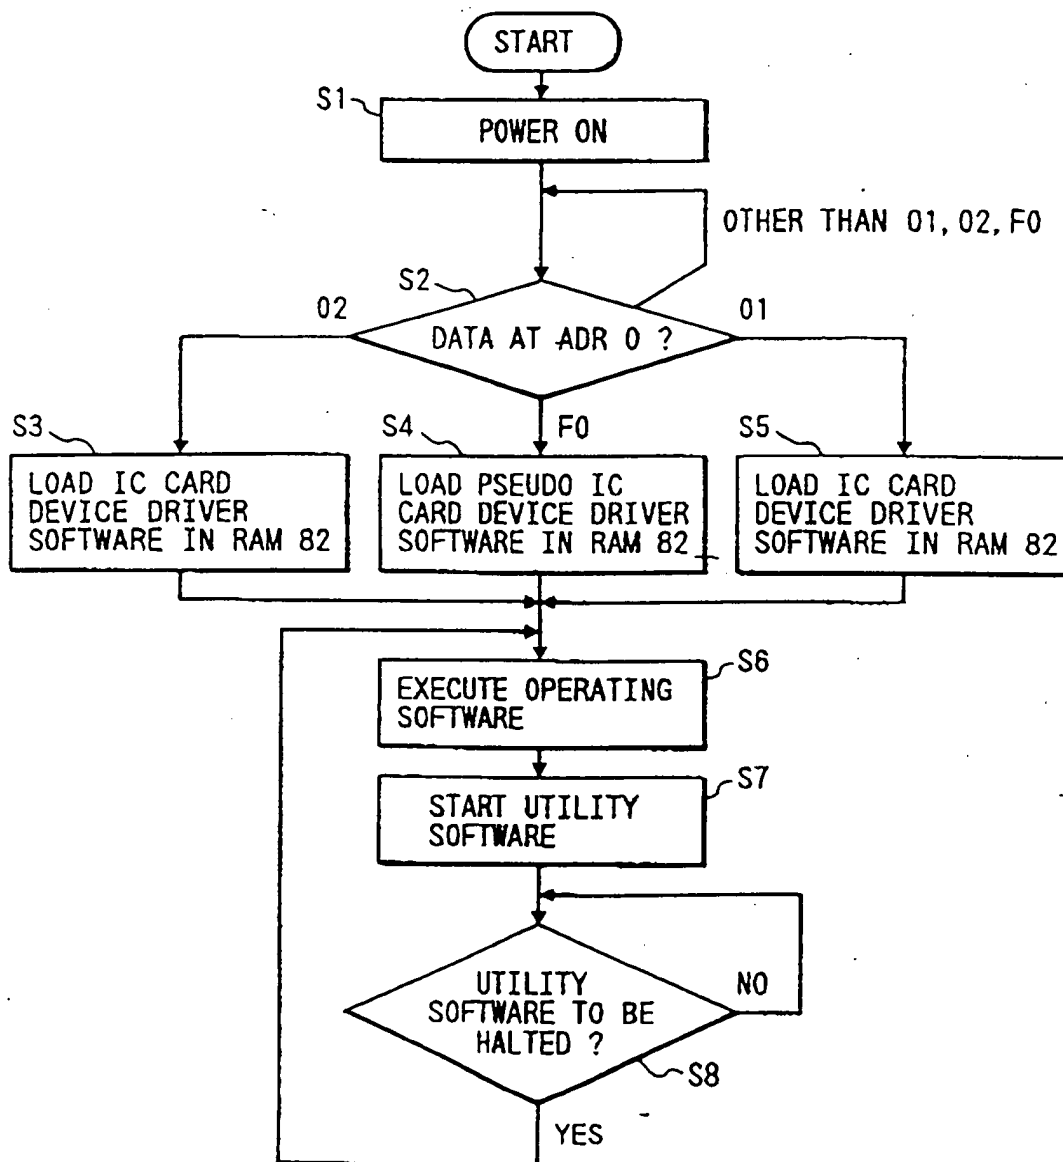 START
S1
POWER ON
OTHER THAN 01, 02, F0
S2
02
DATA AT ADR 0 ?
01
S3
LOAD IC CARD
DEVICE DRIVER
SOFTWARE IN RAM 82
S4
F0
LOAD PSEUDO IC
CARD DEVICE DRIVER
SOFTWARE IN RAM 82
S5
LOAD IC CARD
DEVICE DRIVER
SOFTWARE IN RAM 82
S6
EXECUTE OPERATING
SOFTWARE
S7
START UTILITY
SOFTWARE
UTILITY
SOFTWARE TO BE
HALTED ?
NO
S8
YES